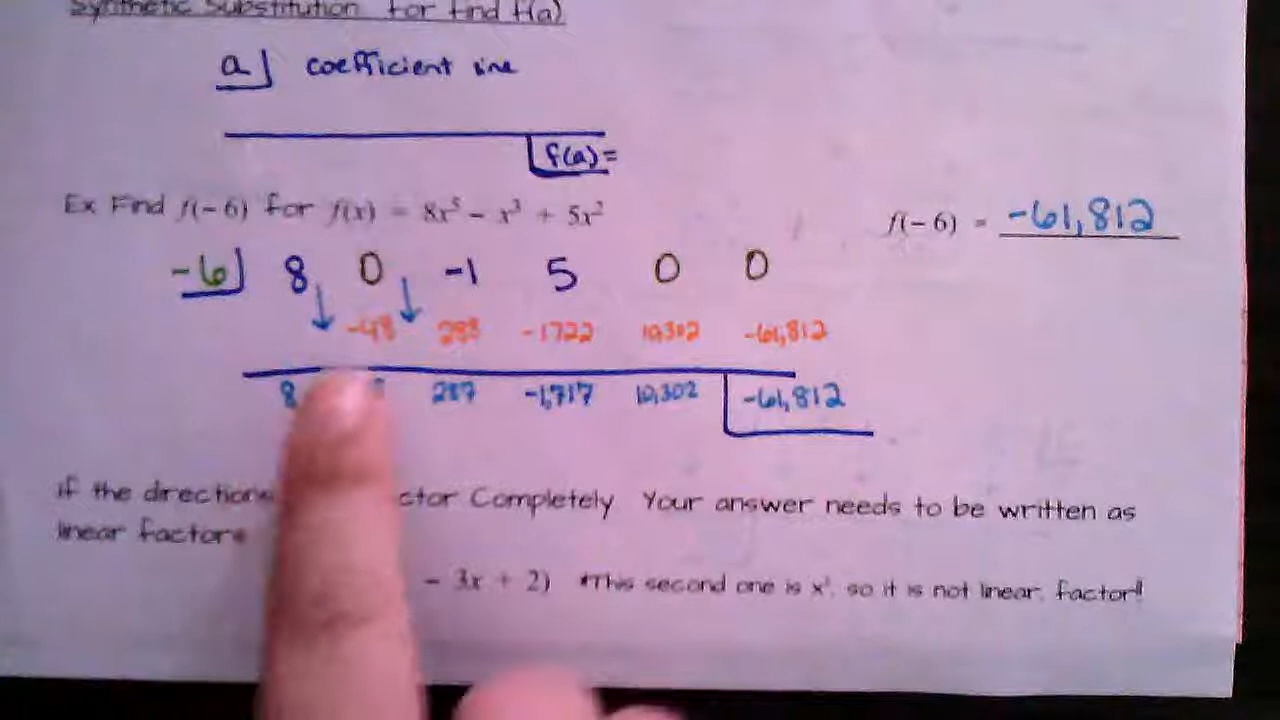 Synthetic Substitution for find f(a)
a coefficient line
f(a) =
Ex Find f(-6) for f(x) = 8x⁵ - x³ + 5x²
f(-6) = -61,812
-6 8 0 -1 5 0 0
-48 288 -1722 10,302 -61,812
8 287 -1,717 10,302 -61,812
If the directions ctor Completely Your answer needs to be written as
linear factors
- 3x + 2) *This second one is x², so it is not linear, factor!!